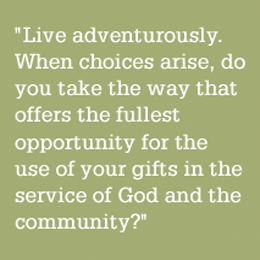 "Live adventurously.
When choices arise, do
you take the way that
offers the fullest
opportunity for the
use of your gifts in the
service of God and the
community?"